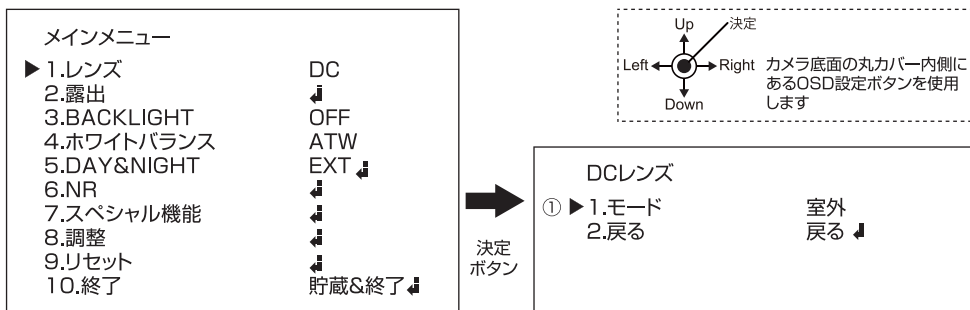 メインメニュー
▶1.レンズ DC
2.露出 ↲
3.BACKLIGHT OFF
4.ホワイトバランス ATW
5.DAY&NIGHT EXT↲
6.NR ↲
7.スペシャル機能 ↲
8.調整 ↲
9.リセット ↲
10.終了 貯蔵&終了↲
決定
ボタン
Up
決定
Left
Right
Down
カメラ底面の丸カバー内側に
あるOSD設定ボタンを使用
します
DCレンズ
① ▶1.モード 室外
2.戻る 戻る ↲